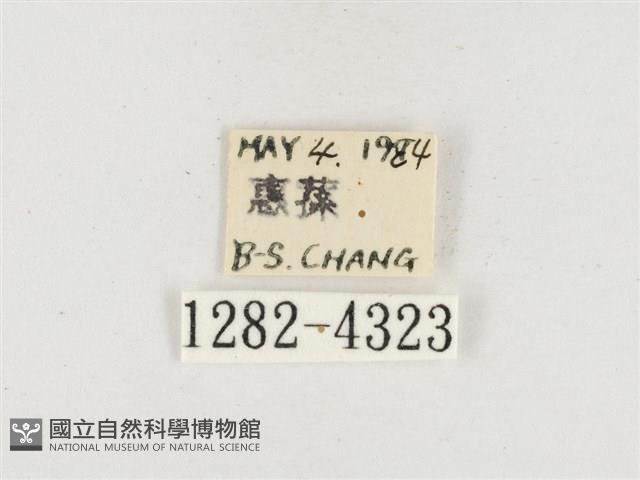 MAY 4. 1984
惠蓀
B-S. CHANG
1282-4323
國立自然科學博物館
NATIONAL MUSEUM OF NATURAL SCIENCE